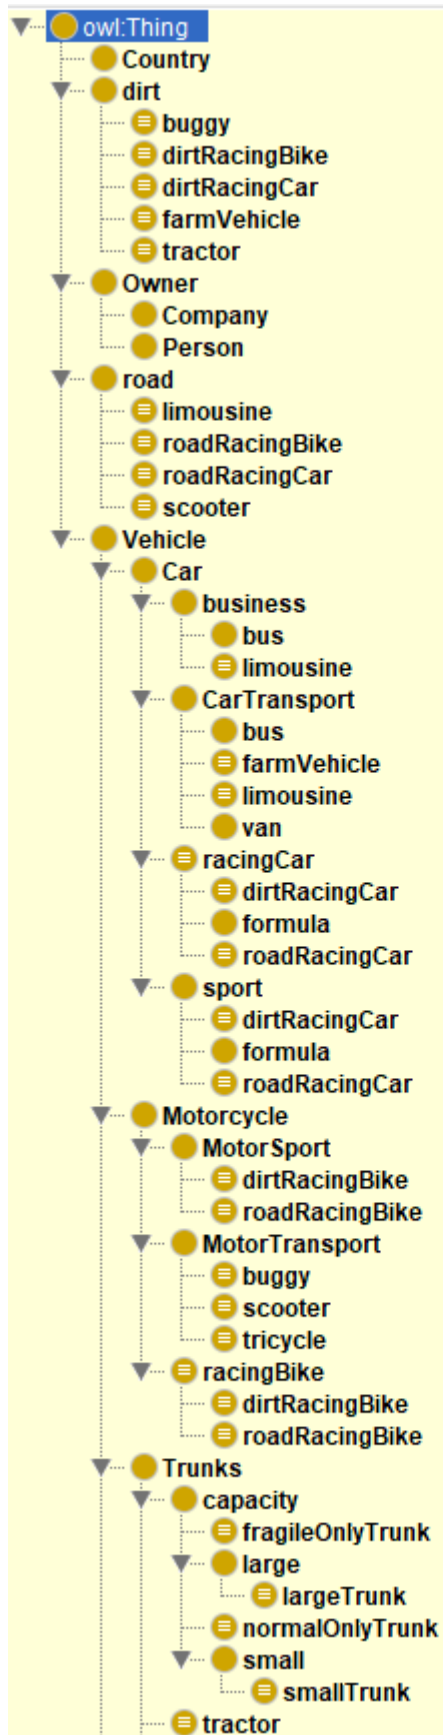 owl:Thing
Country
dirt
buggy
dirtRacingBike
dirtRacingCar
farmVehicle
tractor
Owner
Company
Person
road
limousine
roadRacingBike
roadRacingCar
scooter
Vehicle
Car
business
bus
limousine
CarTransport
bus
farmVehicle
limousine
van
racingCar
dirtRacingCar
formula
roadRacingCar
sport
dirtRacingCar
formula
roadRacingCar
Motorcycle
MotorSport
dirtRacingBike
roadRacingBike
MotorTransport
buggy
scooter
tricycle
racingBike
dirtRacingBike
roadRacingBike
Trunks
capacity
fragileOnlyTrunk
large
largeTrunk
normalOnlyTrunk
small
smallTrunk
tractor